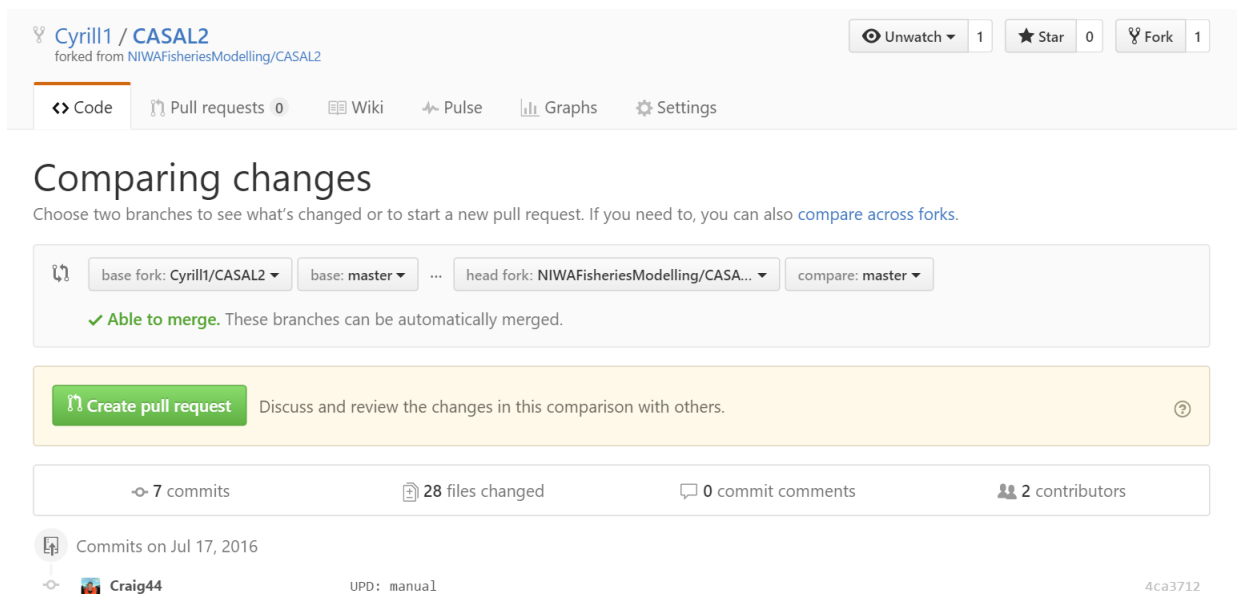 Cyrill1 / CASAL2
forked from NIWAFisheriesModelling/CASAL2
Unwatch 1 Star 0 Fork 1
Code Pull requests 0 Wiki Pulse Graphs Settings
Comparing changes
Choose two branches to see what's changed or to start a new pull request. If you need to, you can also compare across forks.
base fork: Cyrill1/CASAL2 base: master ... head fork: NIWAFisheriesModelling/CASA... compare: master
Able to merge. These branches can be automatically merged.
Create pull request Discuss and review the changes in this comparison with others.
7 commits 28 files changed 0 commit comments 2 contributors
Commits on Jul 17, 2016
Craig44 UPD: manual 4ca3712